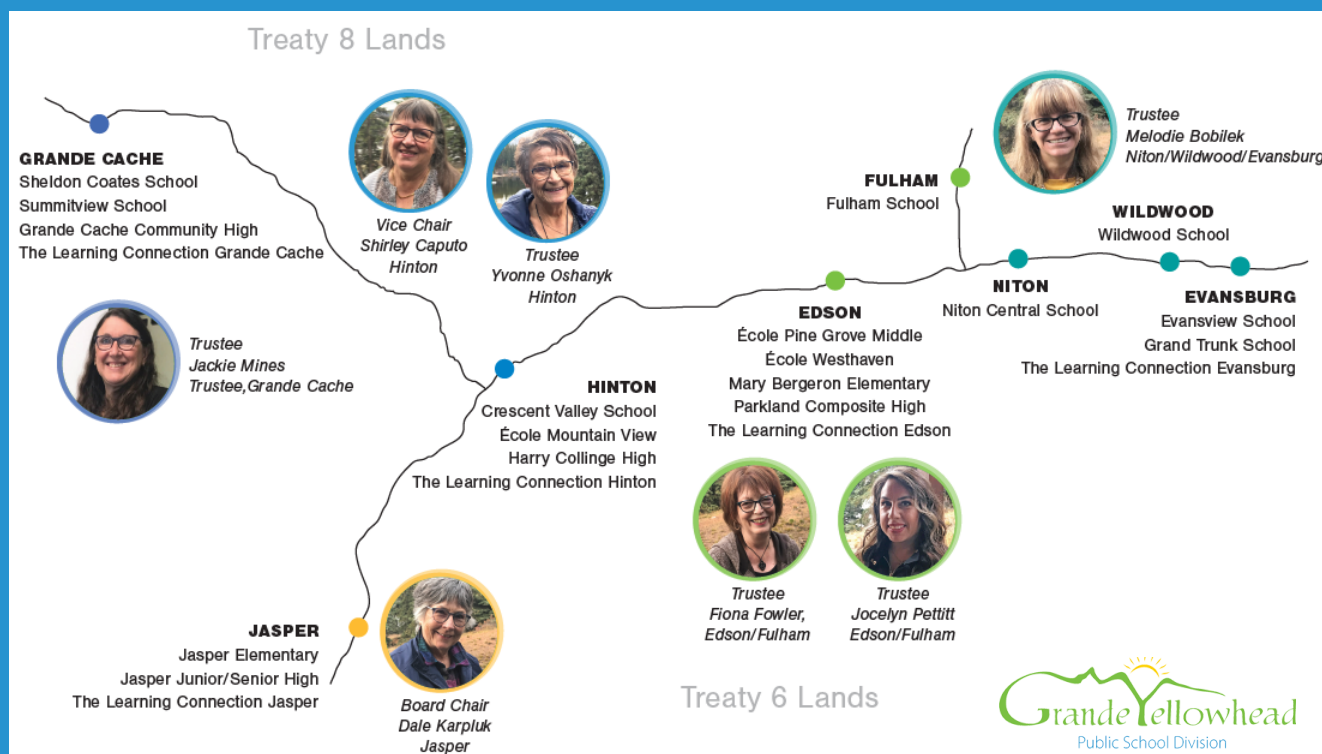 Treaty 8 Lands
GRANDE CACHE
Sheldon Coates School
Summitview School
Grande Cache Community High
The Learning Connection Grande Cache
Vice Chair
Shirley Caputo
Hinton
Trustee
Yvonne Oshanyk
Hinton
Trustee
Melodie Bobilek
Niton/Wildwood/Evansburg
FULHAM
Fulham School
WILDWOOD
Wildwood School
NITON
Niton Central School
EVANSBURG
Evansview School
Grand Trunk School
The Learning Connection Evansburg
EDSON
École Pine Grove Middle
École Westhaven
Mary Bergeron Elementary
Parkland Composite High
The Learning Connection Edson
Trustee
Jackie Mines
Trustee,Grande Cache
HINTON
Crescent Valley School
École Mountain View
Harry Collinge High
The Learning Connection Hinton
Trustee
Fiona Fowler,
Edson/Fulham
Trustee
Jocelyn Pettitt
Edson/Fulham
JASPER
Jasper Elementary
Jasper Junior/Senior High
The Learning Connection Jasper
Board Chair
Dale Karpluk
Jasper
Treaty 6 Lands
Grande Yellowhead
Public School Division